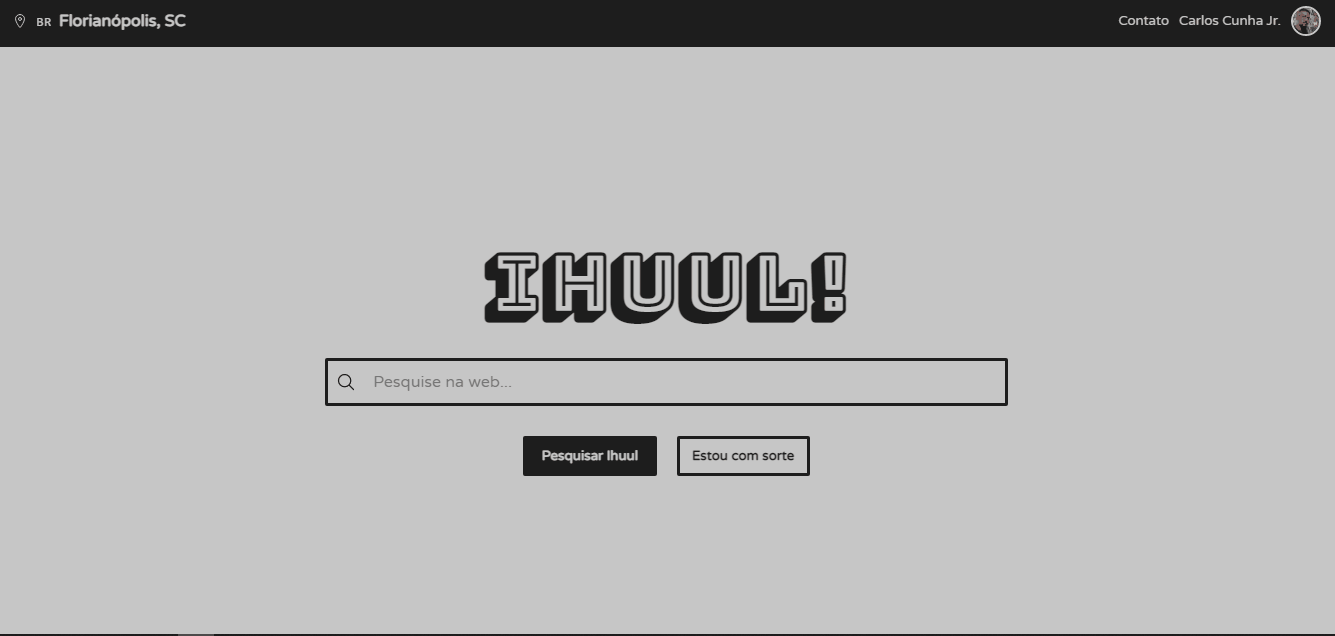 BR Florianópolis, SC
Contato Carlos Cunha Jr.
IHUUL!
Pesquise na web...
Pesquisar Ihuul Estou com sorte